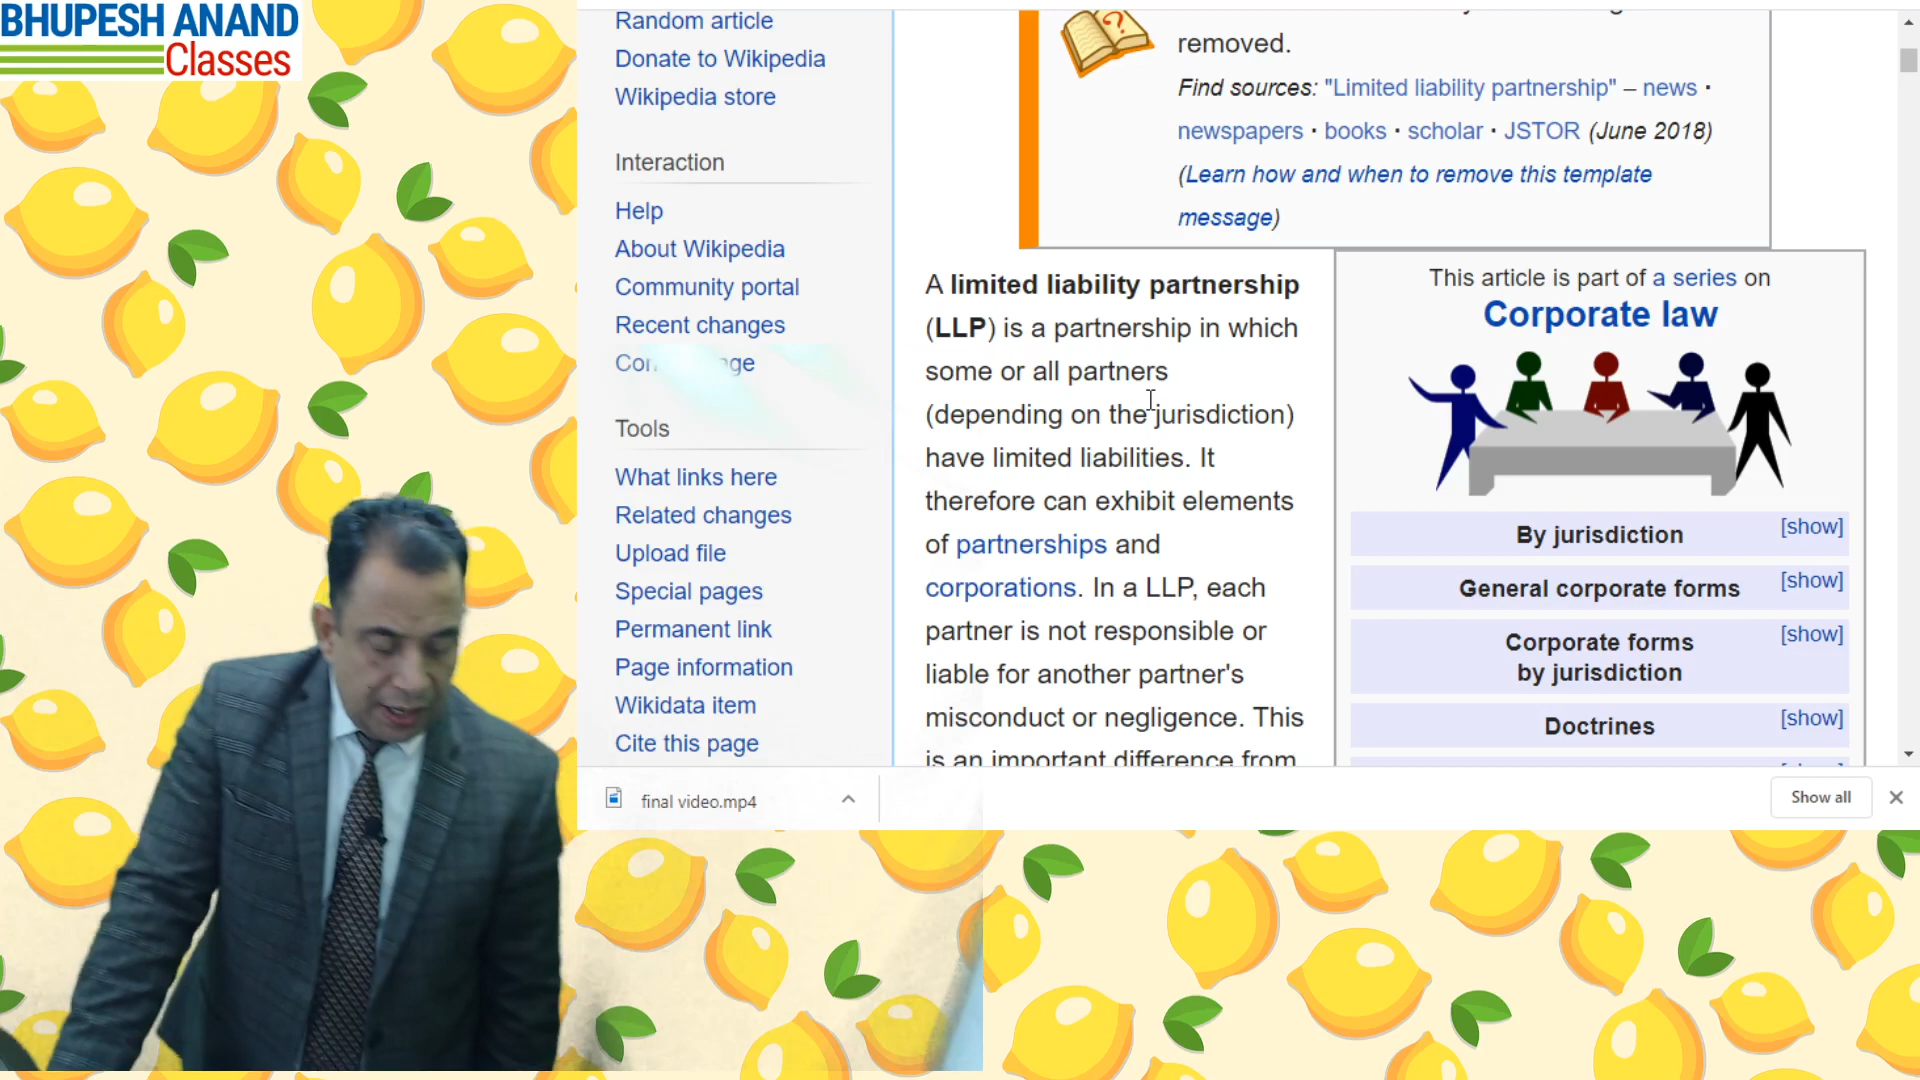 BHUPESH ANAND
Classes
Random article
Donate to Wikipedia
Wikipedia store
Interaction
Help
About Wikipedia
Community portal
Recent changes
Tools
What links here
Related changes
Upload file
Special pages
Permanent link
Page information
Wikidata item
Cite this page
removed.
Find sources: "Limited liability partnership" – news ·
newspapers · books · scholar · JSTOR (June 2018)
(Learn how and when to remove this template
message)
A limited liability partnership
(LLP) is a partnership in which
some or all partners
(depending on the jurisdiction)
have limited liabilities. It
therefore can exhibit elements
of partnerships and
corporations. In a LLP, each
partner is not responsible or
liable for another partner's
misconduct or negligence. This
is an important difference from
This article is part of a series on
Corporate law
By jurisdiction [show]
General corporate forms [show]
Corporate forms [show]
by jurisdiction
Doctrines [show]
final video.mp4
Show all